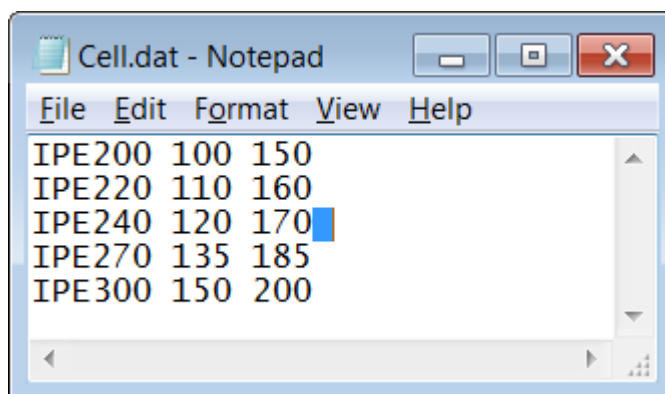 Cell.dat - Notepad
File Edit Format View Help
IPE200 100 150
IPE220 110 160
IPE240 120 170
IPE270 135 185
IPE300 150 200